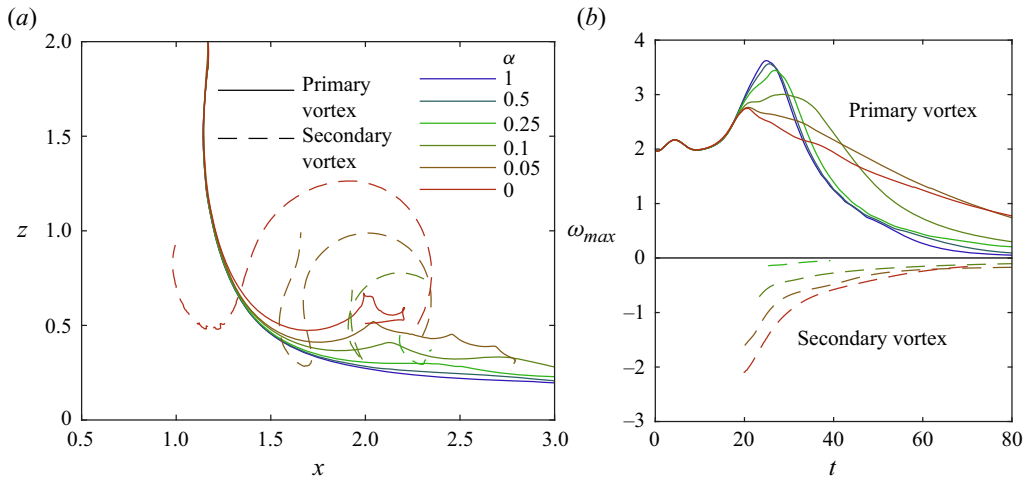 (a)
2.0
1.5
1.0
0.5
0
z
0.5
1.0
1.5
2.0
2.5
3.0
x
Primary
vortex
Secondary
vortex
α
1
0.5
0.25
0.1
0.05
0
(b)
4
3
2
1
0
−1
−2
−3
ω_max
0
20
40
60
80
t
Primary vortex
Secondary vortex